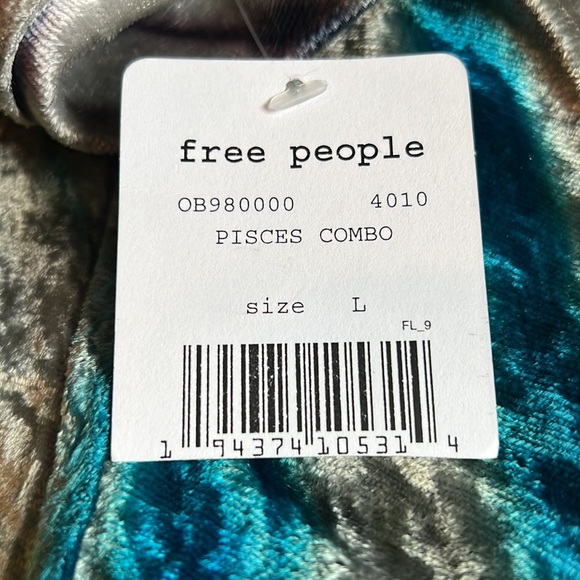 free people
OB980000 4010
PISCES COMBO
size L
FL_9
1 94374 10531 4